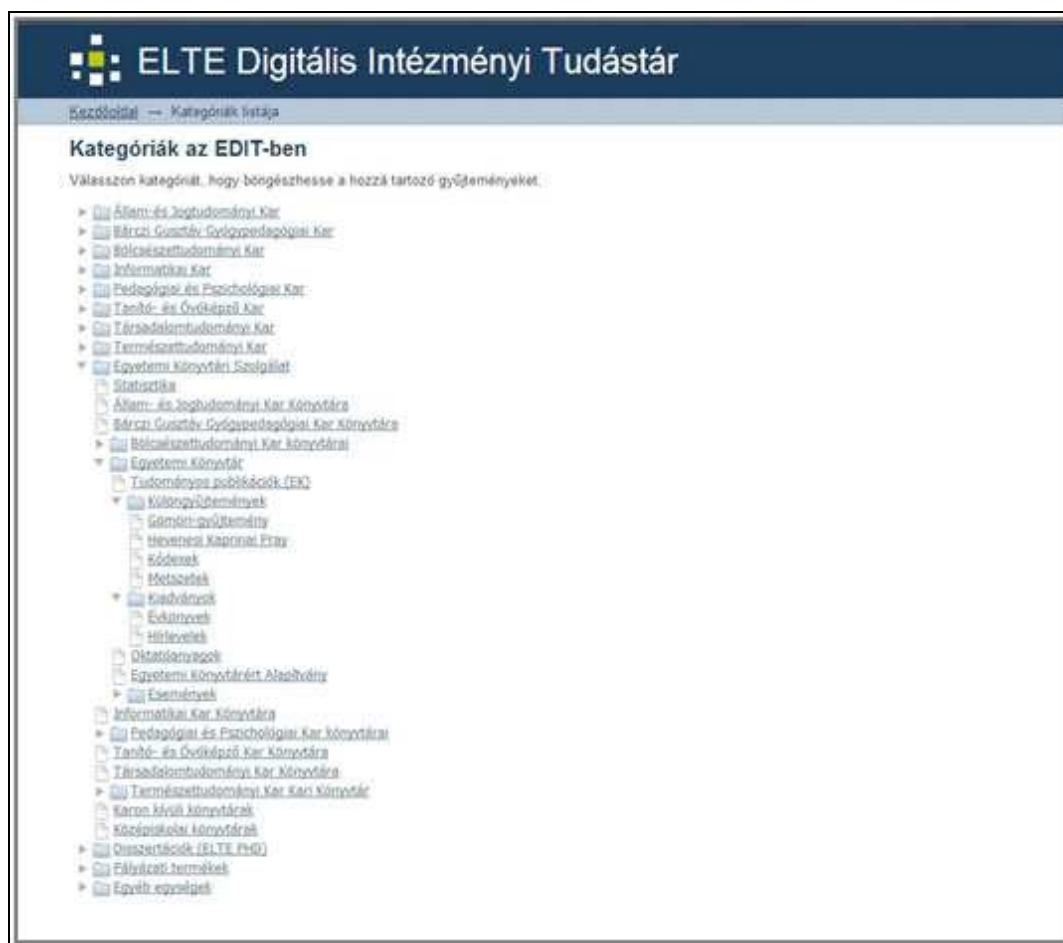 ELTE Digitális Intézményi Tudástár
Kezdőoldal → Kategóriák listája
Kategóriák az EDIT-ben
Válasszon kategóriát, hogy böngészhesse a hozzá tartozó gyűjteményeket.
Állam-és Jogtudományi Kar
Bárczi Gusztáv Gyógypedagógiai Kar
Bölcsészettudományi Kar
Informatikai Kar
Pedagógiai és Pszichológiai Kar
Tanító- és Óvóképző Kar
Társadalomtudományi Kar
Természettudományi Kar
Egyetemi Könyvtári Szolgálat
Statisztika
Állam- és Jogtudományi Kar Könyvtára
Bárczi Gusztáv Gyógypedagógiai Kar Könyvtára
Bölcsészettudományi Kar könyvtárai
Egyetemi Könyvtár
Tudományos publikációk (EK)
Különgyűjtemények
Gömöri-gyűjtemény
Hevenesi Kaprinai Pray
Kódexek
Metszetek
Kiadványok
Évkönyvek
Hírlevelek
Oktatóanyagok
Egyetemi Könyvtárért Alapítvány
Események
Informatikai Kar Könyvtára
Pedagógiai és Pszichológiai Kar könyvtárai
Tanító- és Óvóképző Kar Könyvtára
Társadalomtudományi Kar Könyvtára
Természettudományi Kar Kari Könyvtár
Karon kívüli könyvtárak
Középiskolai könyvtárak
Disszertációk (ELTE PHD)
Pályázati termékek
Egyéb egységek